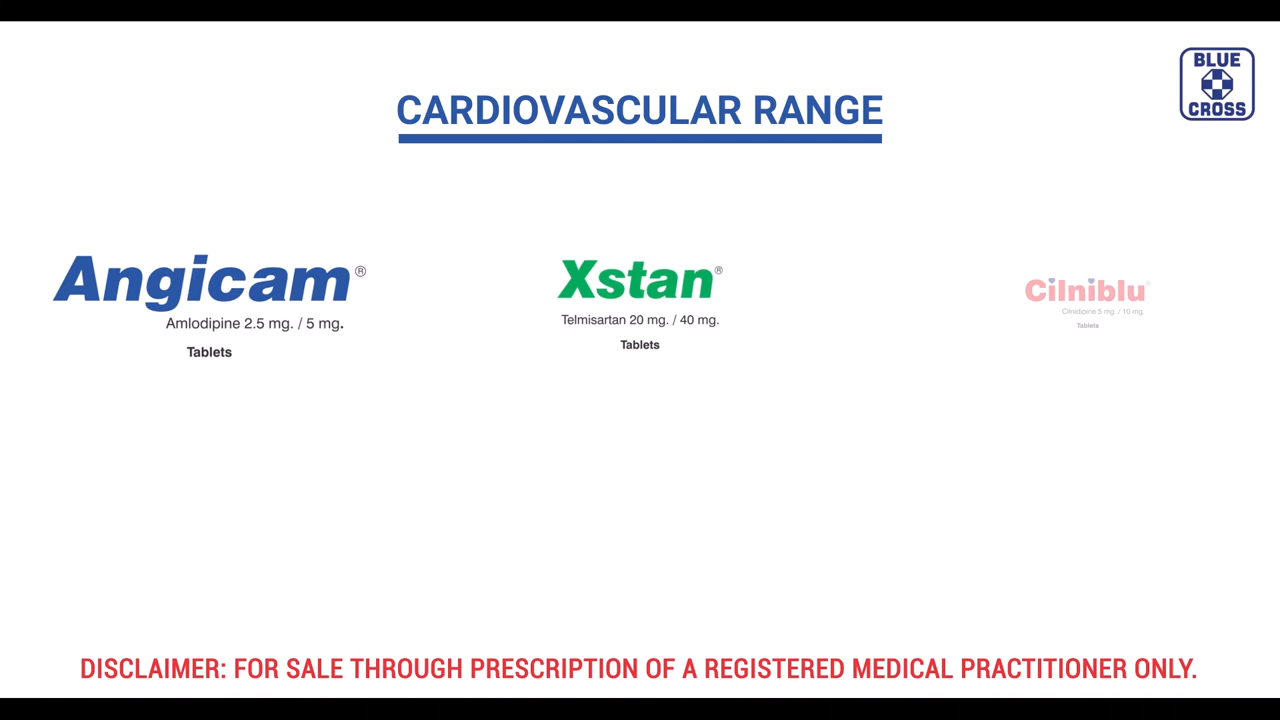 BLUE
CROSS
CARDIOVASCULAR RANGE
Angicam®
Amlodipine 2.5 mg. / 5 mg.
Tablets
Xstan®
Telmisartan 20 mg. / 40 mg.
Tablets
Cilniblu®
Cilnidipine 5 mg. / 10 mg.
Tablets
DISCLAIMER: FOR SALE THROUGH PRESCRIPTION OF A REGISTERED MEDICAL PRACTITIONER ONLY.